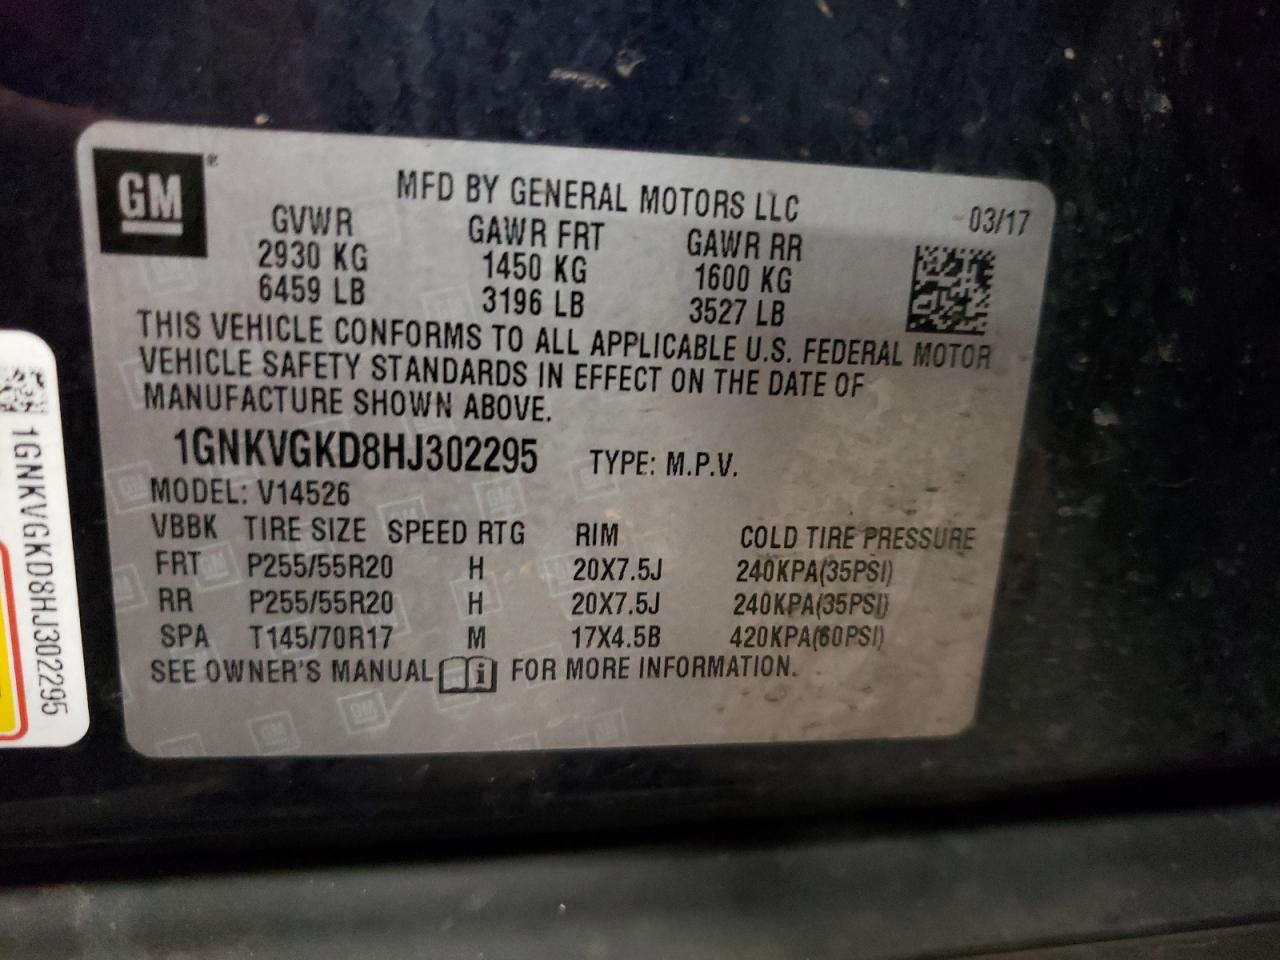 GM®
MFD BY GENERAL MOTORS LLC
03/17
GVWR GAWR FRT GAWR RR
2930 KG 1450 KG 1600 KG
6459 LB 3196 LB 3527 LB
THIS VEHICLE CONFORMS TO ALL APPLICABLE U.S. FEDERAL MOTOR
VEHICLE SAFETY STANDARDS IN EFFECT ON THE DATE OF
MANUFACTURE SHOWN ABOVE.
1GNKVGKD8HJ302295 TYPE: M.P.V.
MODEL: V14526
VBBK TIRE SIZE SPEED RTG RIM COLD TIRE PRESSURE
FRT P255/55R20 H 20X7.5J 240KPA(35PSI)
RR P255/55R20 H 20X7.5J 240KPA(35PSI)
SPA T145/70R17 M 17X4.5B 420KPA(60PSI)
SEE OWNER'S MANUAL i FOR MORE INFORMATION.
1GNKVGKD8HJ302295